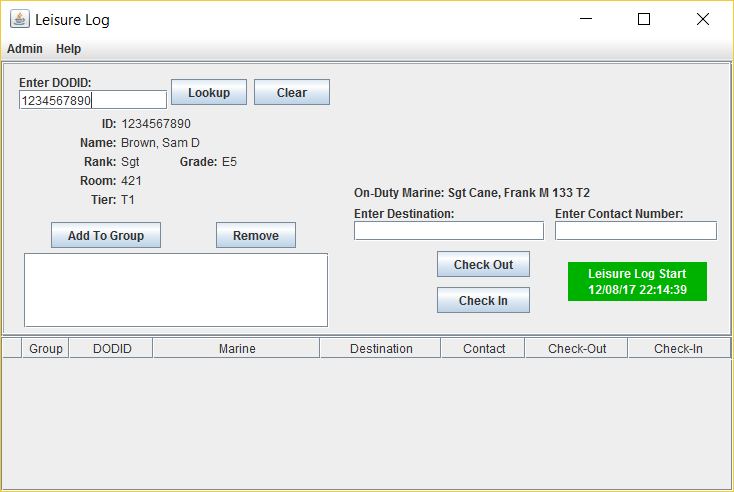 Leisure Log
Admin Help
Enter DODID:
1234567890
Lookup Clear
ID: 1234567890
Name: Brown, Sam D
Rank: Sgt Grade: E5
Room: 421
Tier: T1
Add To Group Remove
On-Duty Marine: Sgt Cane, Frank M 133 T2
Enter Destination: Enter Contact Number:
Check Out
Check In
Leisure Log Start
12/08/17 22:14:39
Group DODID Marine Destination Contact Check-Out Check-In